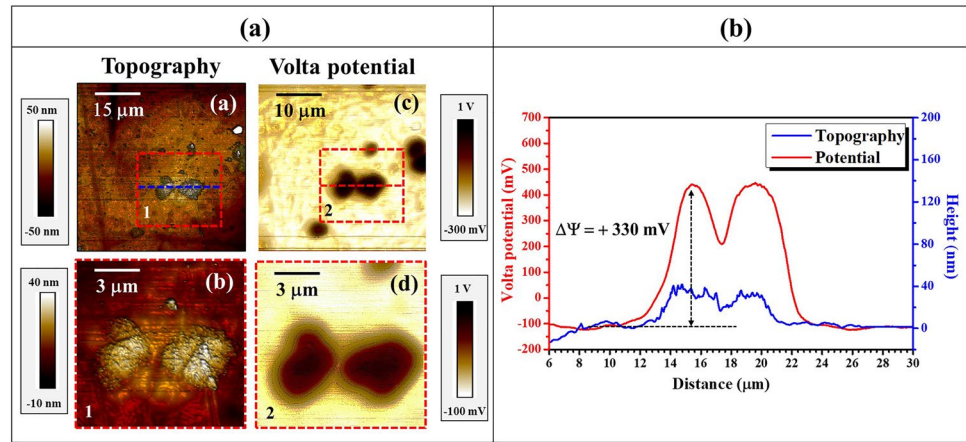 (a)
(b)
Topography
Volta potential
50 nm
-50 nm
15 μm
(a)
1
10 μm
(c)
2
1 V
-300 mV
40 nm
-10 nm
3 μm
(b)
1
3 μm
(d)
2
1 V
-100 mV
Volta potential (mV)
700
600
500
400
300
200
100
0
-100
-200
Topography
Potential
ΔΨ = + 330 mV
200
160
120
80
40
0
Height (nm)
6 8 10 12 14 16 18 20 22 24 26 28 30
Distance (μm)